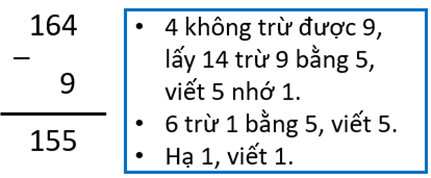 164
–
9
155
• 4 không trừ được 9,
lấy 14 trừ 9 bằng 5,
viết 5 nhớ 1.
• 6 trừ 1 bằng 5, viết 5.
• Hạ 1, viết 1.